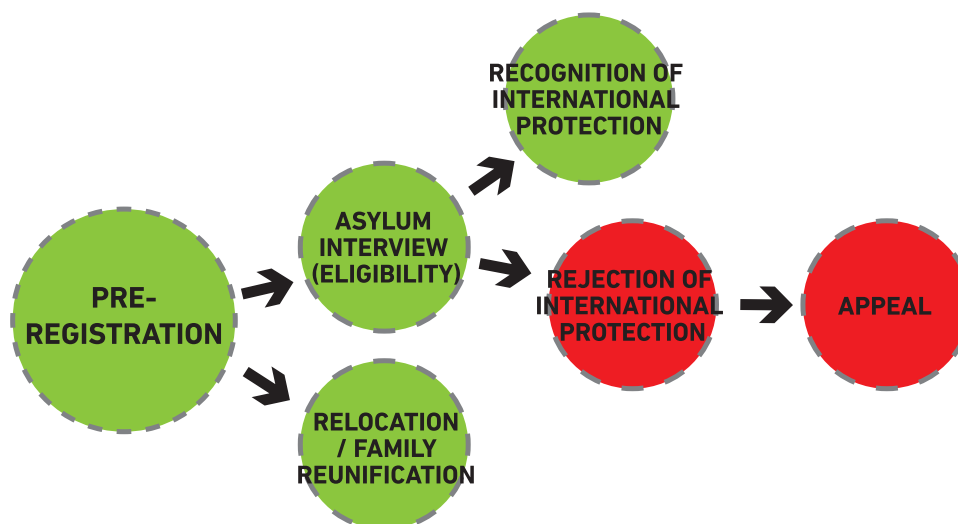 RECOGNITION OF
INTERNATIONAL
PROTECTION
ASYLUM
INTERVIEW
(ELIGIBILITY)
PRE-
REGISTRATION
REJECTION OF
INTERNATIONAL
PROTECTION
APPEAL
RELOCATION
/ FAMILY
REUNIFICATION